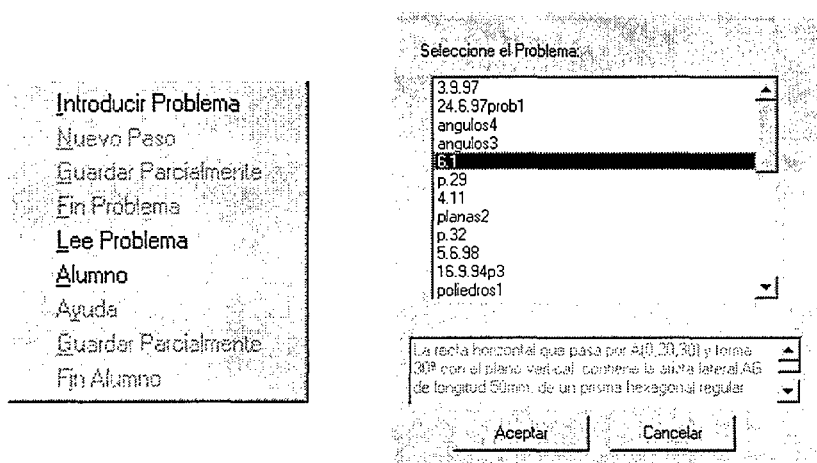 Introducir Problema
Nuevo Paso
Guardar Parcialmente
Fin Problema
Lee Problema
Alumno
Ayuda
Guardar Parcialmente
Fin Alumno
Seleccione el Problema:
3.9.97
24.6.97prob1
angulos4
angulos3
6.1
p.29
4.11
planas2
p.32
5.6.98
16.9.94p3
poliedros1
La recta horizontal que pasa por A(0,20,30) y forma
30º con el plano vertical, contiene la arista lateral AG
de longitud 50mm, de un prisma hexagonal regular
Aceptar
Cancelar